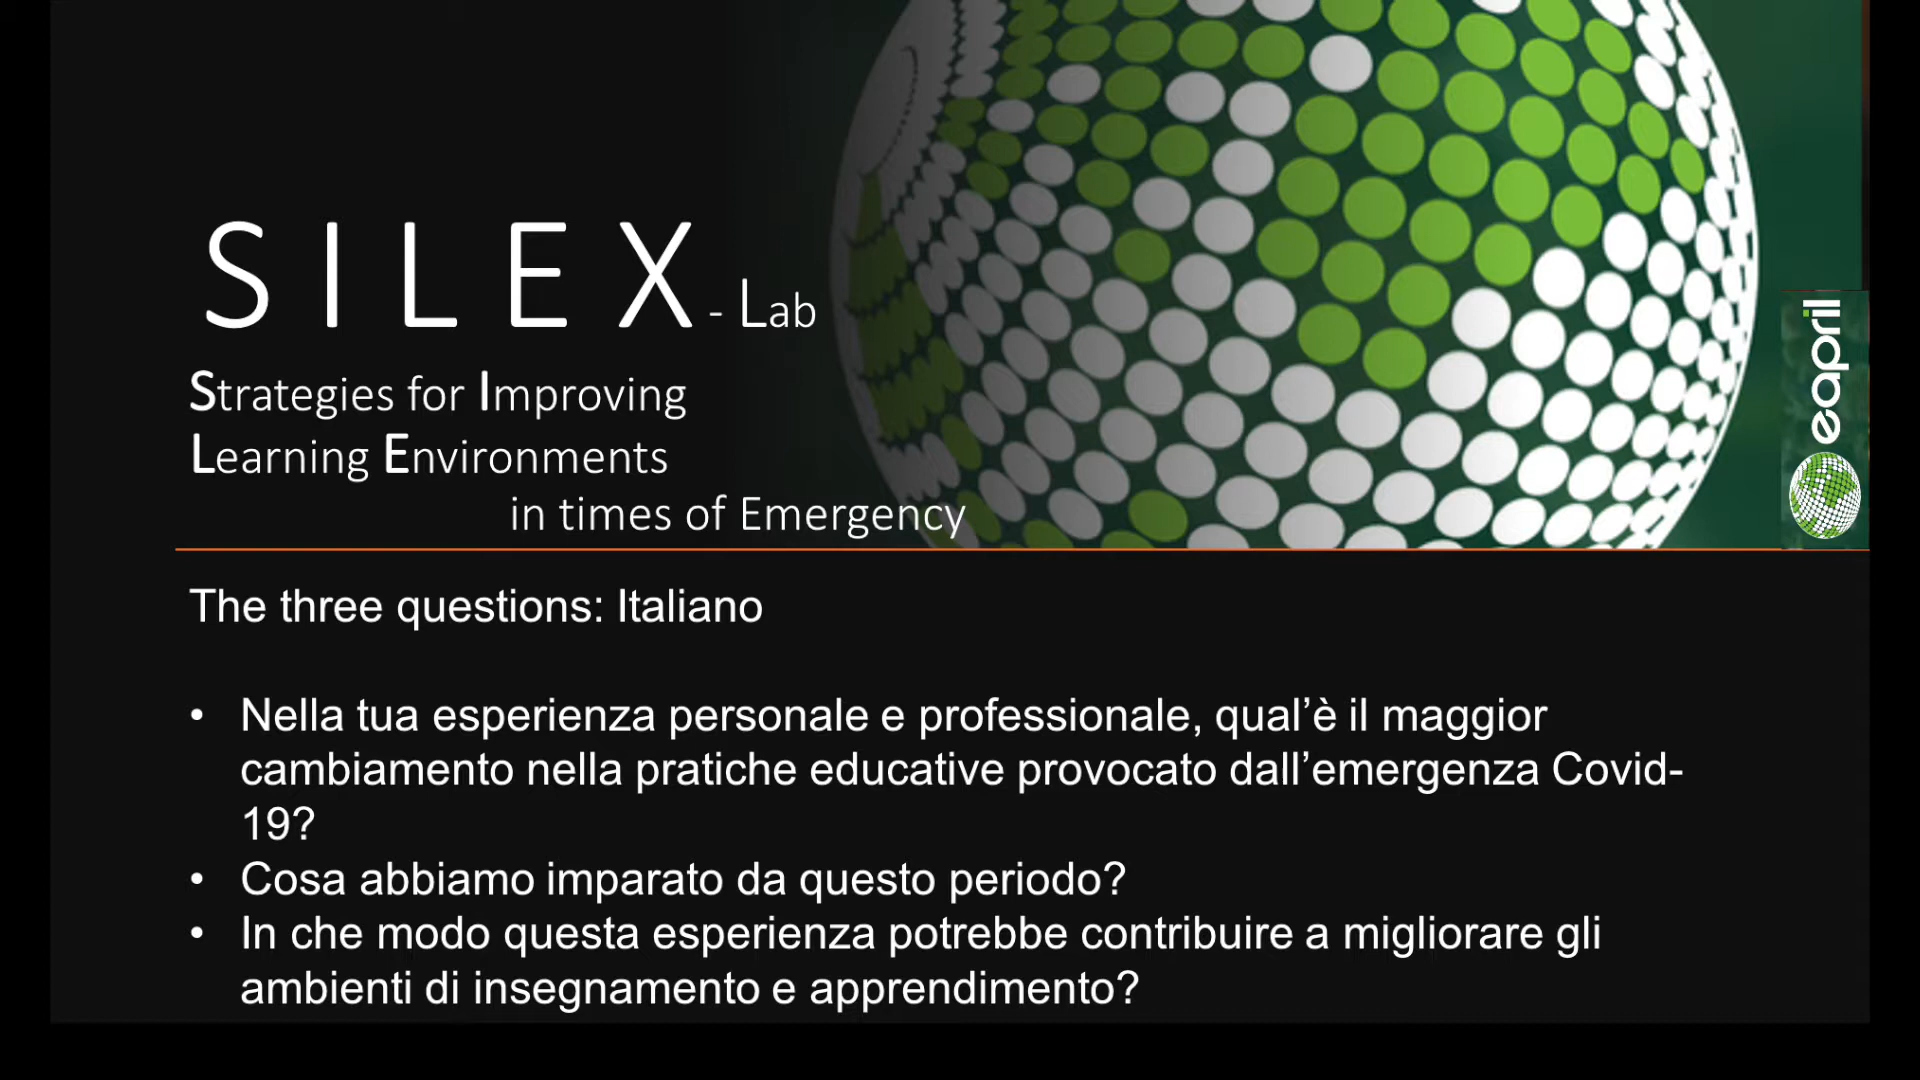 S I L E X - Lab
Strategies for Improving
Learning Environments
in times of Emergency
eapril
The three questions: Italiano
• Nella tua esperienza personale e professionale, qual’è il maggior
cambiamento nella pratiche educative provocato dall’emergenza Covid-
19?
• Cosa abbiamo imparato da questo periodo?
• In che modo questa esperienza potrebbe contribuire a migliorare gli
ambienti di insegnamento e apprendimento?